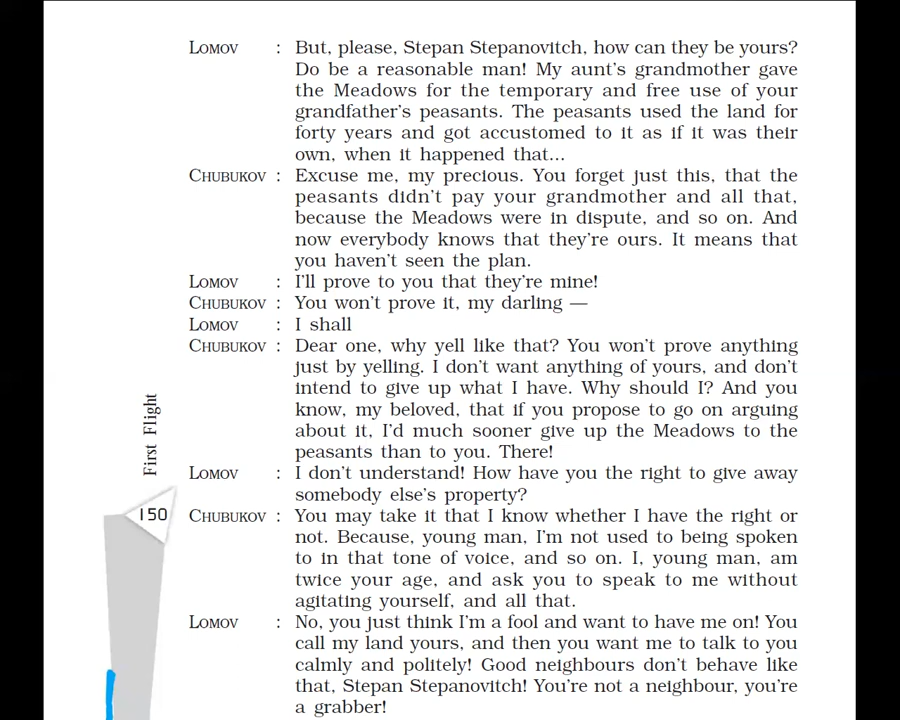 LOMOV : But, please, Stepan Stepanovitch, how can they be yours?
Do be a reasonable man! My aunt's grandmother gave
the Meadows for the temporary and free use of your
grandfather's peasants. The peasants used the land for
forty years and got accustomed to it as if it was their
own, when it happened that...
CHUBUKOV : Excuse me, my precious. You forget just this, that the
peasants didn't pay your grandmother and all that,
because the Meadows were in dispute, and so on. And
now everybody knows that they're ours. It means that
you haven't seen the plan.
LOMOV : I'll prove to you that they're mine!
CHUBUKOV : You won't prove it, my darling —
LOMOV : I shall
CHUBUKOV : Dear one, why yell like that? You won't prove anything
just by yelling. I don't want anything of yours, and don't
intend to give up what I have. Why should I? And you
know, my beloved, that if you propose to go on arguing
about it, I'd much sooner give up the Meadows to the
peasants than to you. There!
LOMOV : I don't understand! How have you the right to give away
somebody else's property?
CHUBUKOV : You may take it that I know whether I have the right or
not. Because, young man, I'm not used to being spoken
to in that tone of voice, and so on. I, young man, am
twice your age, and ask you to speak to me without
agitating yourself, and all that.
LOMOV : No, you just think I'm a fool and want to have me on! You
call my land yours, and then you want me to talk to you
calmly and politely! Good neighbours don't behave like
that, Stepan Stepanovitch! You're not a neighbour, you're
a grabber!
First Flight
150